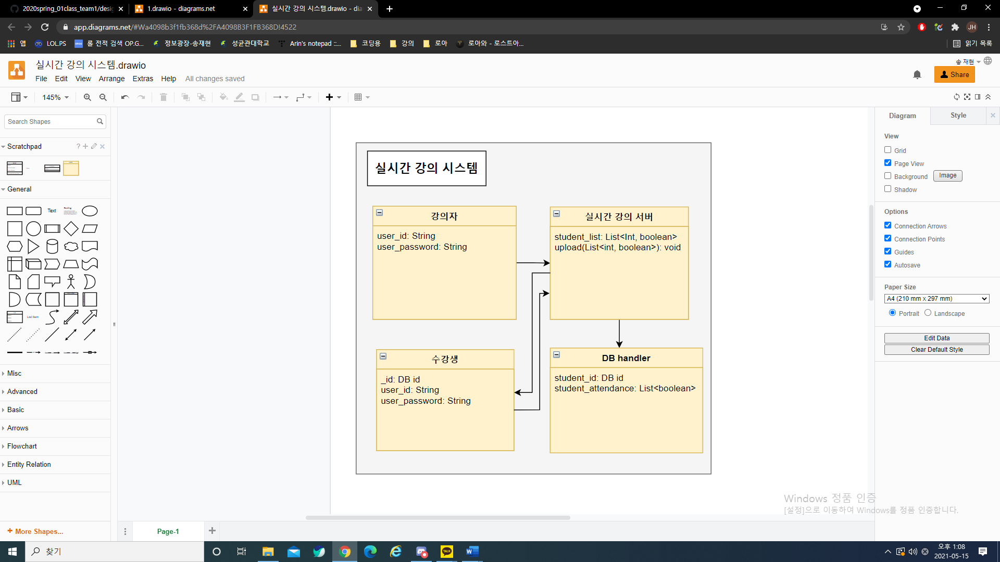 2020spring_01class_team1/desig
1.drawio - diagrams.net
실시간 강의 시스템.drawio - dia
app.diagrams.net/#Wa4098b3f1fb368d%2FA4098B3F1FB368D!4522
JH
앱
LOL.PS
롤 전적 검색 OP.G...
정보광장-송재현
성균관대학교
Arin's notepad ::...
코딩용
강의
로아
로아와 - 로스트아...
읽기 목록
실시간 강의 시스템.drawio
송 재현
File Edit View Arrange Extras Help All changes saved
Share
145%
Search Shapes
Scratchpad
?
General
Text
Heading
List Item
Misc
Advanced
Basic
Arrows
Flowchart
Entity Relation
UML
More Shapes...
실시간 강의 시스템
강의자
user_id: String
user_password: String
실시간 강의 서버
student_list: List<Int, boolean>
upload(List<int, boolean>): void
수강생
_id: DB id
user_id: String
user_password: String
DB handler
student_id: DB id
student_attendance: List<boolean>
Diagram
Style
View
Grid
Page View
Background
Image
Shadow
Options
Connection Arrows
Connection Points
Guides
Autosave
Paper Size
A4 (210 mm x 297 mm)
Portrait
Landscape
Edit Data
Clear Default Style
Windows 정품 인증
[설정]으로 이동하여 Windows를 정품 인증합니다.
Page-1
찾기
TALK
오후 1:08
2021-05-15